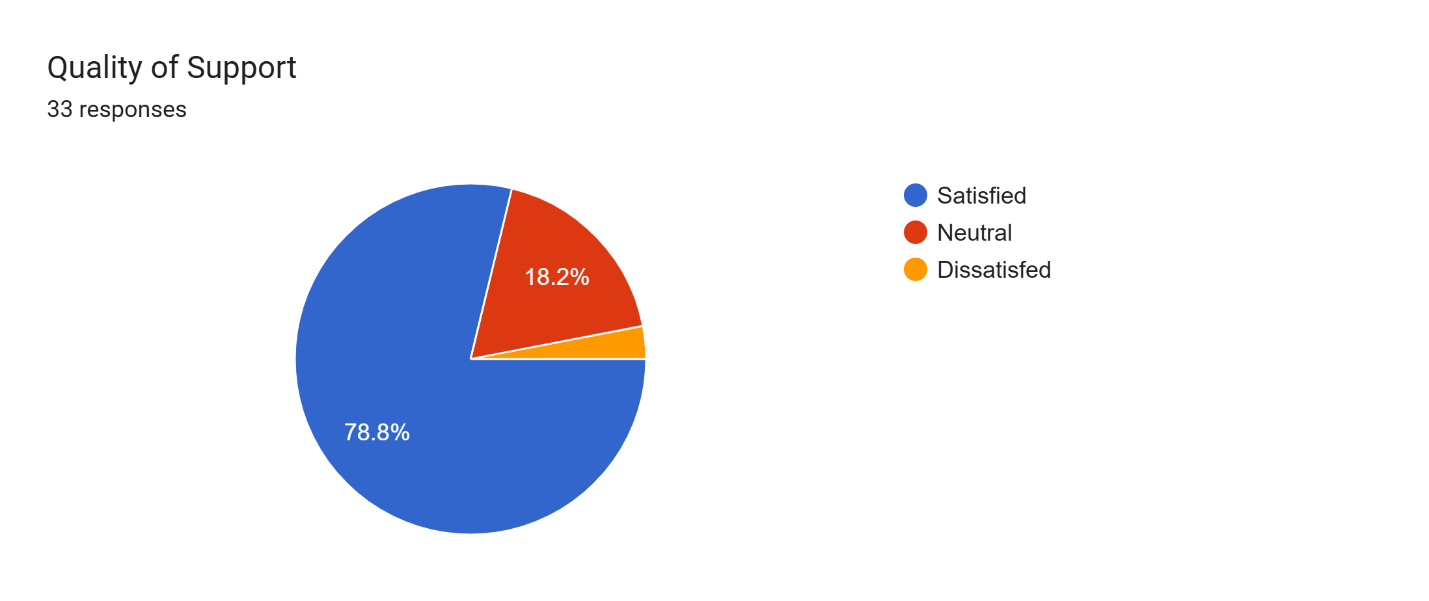 Quality of Support
33 responses
Satisfied
Neutral
Dissatisfed
18.2%
78.8%